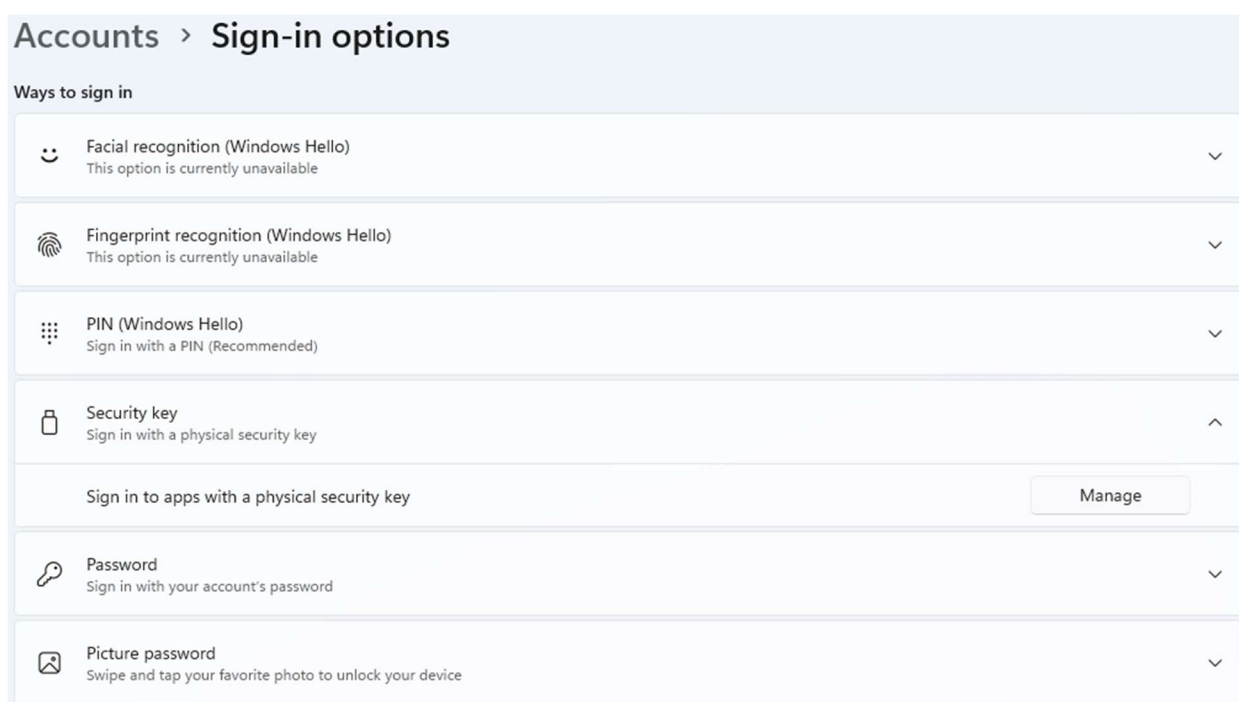 Accounts > Sign-in options
Ways to sign in
Facial recognition (Windows Hello)
This option is currently unavailable
Fingerprint recognition (Windows Hello)
This option is currently unavailable
PIN (Windows Hello)
Sign in with a PIN (Recommended)
Security key
Sign in with a physical security key
Sign in to apps with a physical security key Manage
Password
Sign in with your account's password
Picture password
Swipe and tap your favorite photo to unlock your device